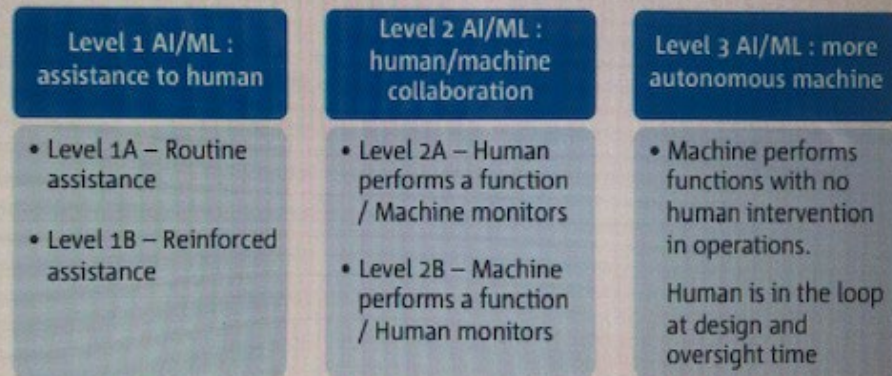 Level 1 AI/ML :
assistance to human
• Level 1A – Routine
assistance
• Level 1B – Reinforced
assistance
Level 2 AI/ML :
human/machine
collaboration
• Level 2A – Human
performs a function
/ Machine monitors
• Level 2B – Machine
performs a function
/ Human monitors
Level 3 AI/ML : more
autonomous machine
• Machine performs
functions with no
human intervention
in operations.
Human is in the loop
at design and
oversight time